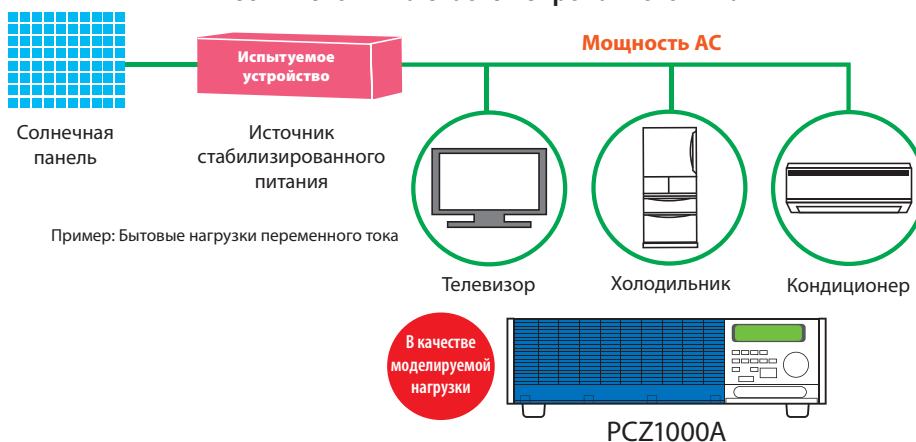 Мощность АС
Испытуемое
устройство
Солнечная
панель
Источник
стабилизированного
питания
Пример: Бытовые нагрузки переменного тока
Телевизор
Холодильник
Кондиционер
В качестве
моделируемой
нагрузки
PCZ1000A